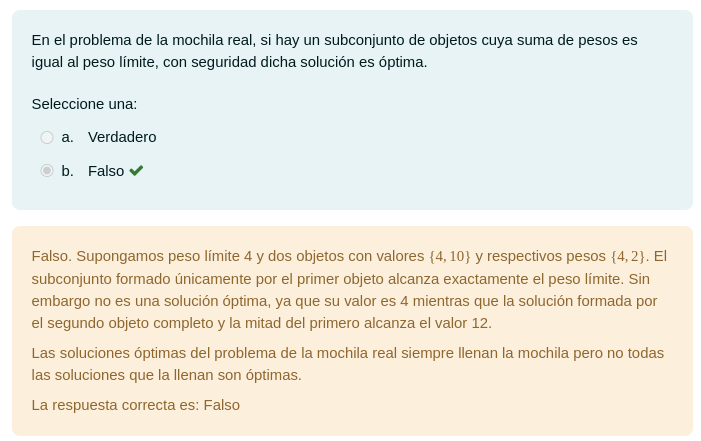 En el problema de la mochila real, si hay un subconjunto de objetos cuya suma de pesos es
igual al peso límite, con seguridad dicha solución es óptima.
Seleccione una:
a. Verdadero
b. Falso
Falso. Supongamos peso límite 4 y dos objetos con valores {4, 10} y respectivos pesos {4, 2}. El
subconjunto formado únicamente por el primer objeto alcanza exactamente el peso límite. Sin
embargo no es una solución óptima, ya que su valor es 4 mientras que la solución formada por
el segundo objeto completo y la mitad del primero alcanza el valor 12.
Las soluciones óptimas del problema de la mochila real siempre llenan la mochila pero no todas
las soluciones que la llenan son óptimas.
La respuesta correcta es: Falso